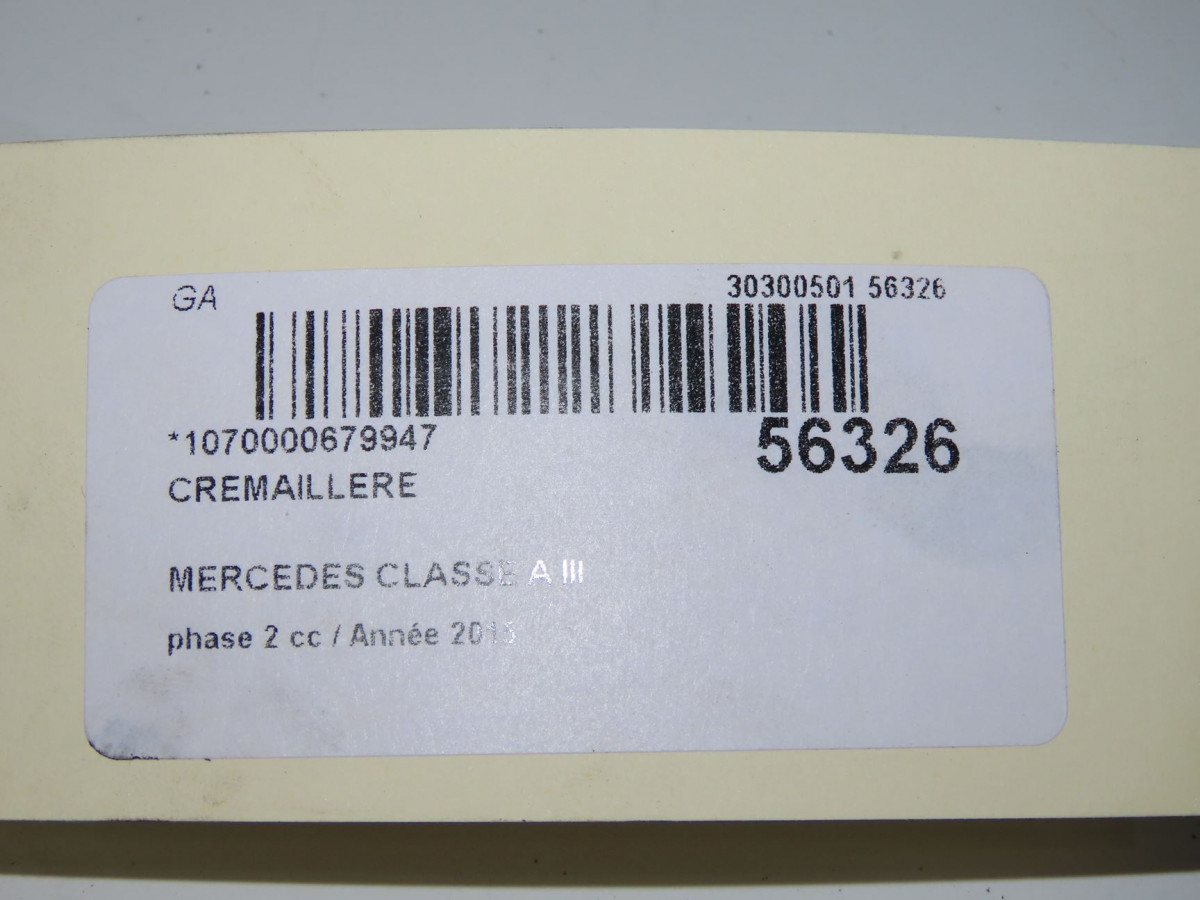 GA
30300501 56326
*1070000679947
56326
CREMAILLERE
MERCEDES CLASSE A III
phase 2 cc / Année